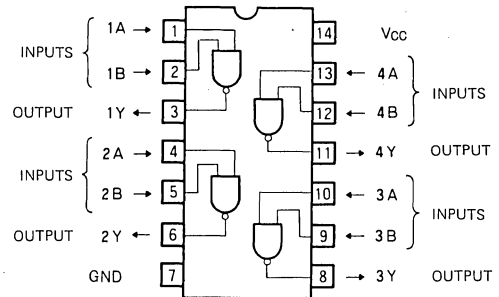 1A → 1 14 Vcc
INPUTS
1B → 2 13 ← 4A
INPUTS
OUTPUT 1Y ← 3 12 ← 4B
2A → 4 11 → 4Y OUTPUT
INPUTS
2B → 5 10 ← 3A
INPUTS
OUTPUT 2Y ← 6 9 ← 3B
GND 7 8 → 3Y OUTPUT